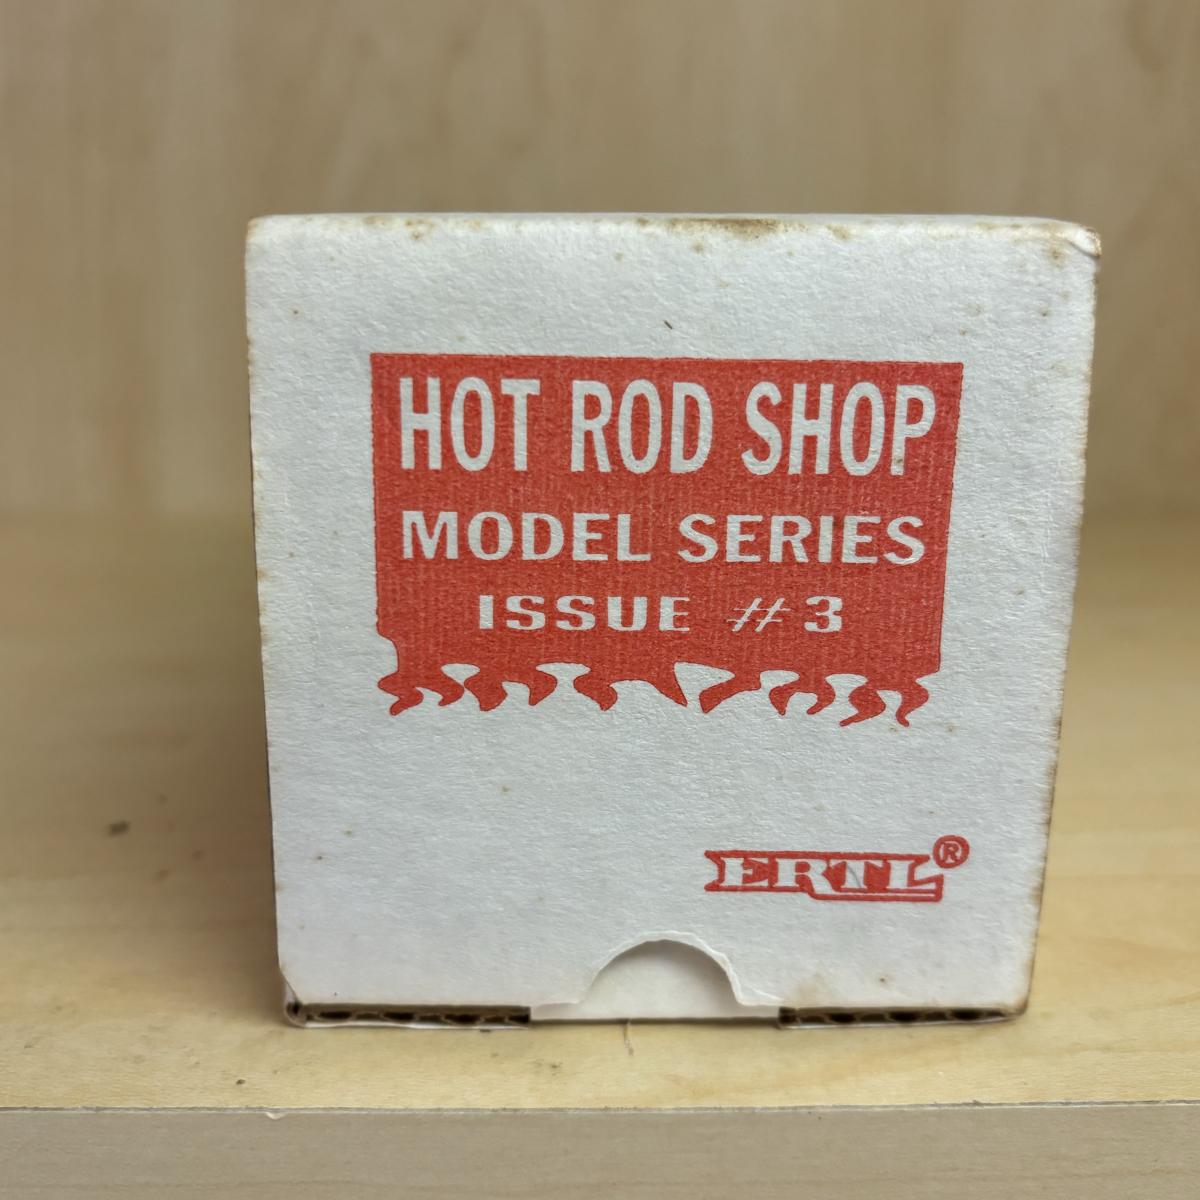 HOT ROD SHOP
MODEL SERIES
ISSUE #3
ERTL®